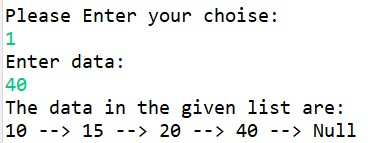 Please Enter your choise:
1
Enter data:
40
The data in the given list are:
10 --> 15 --> 20 --> 40 --> Null